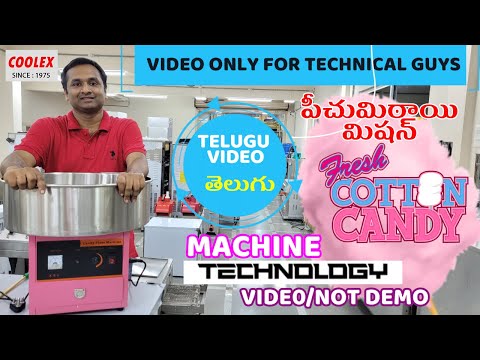 COOLEX
SINCE : 1975
VIDEO ONLY FOR TECHNICAL GUYS
పీచుమిఠాయి
మిషన్
TELUGU
VIDEO
తెలుగు
Fresh
COTTON
CANDY
MACHINE
TECHNOLOGY
VIDEO/NOT DEMO